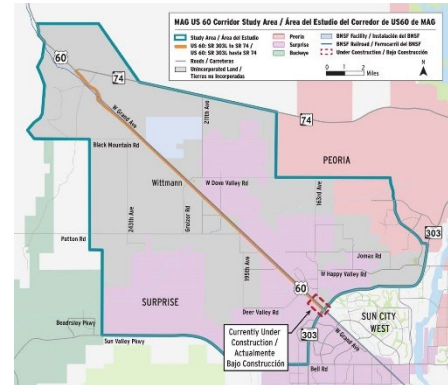 MAG US 60 Corridor Study Area / Área del Estudio del Corredor de US60 de MAG
Study Area / Área del Estudio
US 60: SR 303L to SR 74 /
US 60: SR 303L hasta SR 74
Roads / Carreteras
Unincorporated Land /
Tierras no Incorporadas
Peoria
Surprise
Buckeye
BNSF Facility / Instalación del BNSF
BNSF Railroad / Ferrocarril del BNSF
Under Construction / Bajo Construcción
0 1 2
Miles
N
60
74
W Grand Ave
211th Ave
74
Black Mountain Rd
PEORIA
Wittmann
W Dove Valley Rd
163rd Ave
243rd Ave
Grozier Rd
303
Patton Rd
195th Ave
Jomax Rd
W Happy Valley Rd
60
SURPRISE
Deer Valley Rd
SUN CITY
WEST
Beardsley Pkwy
Currently Under
Construction /
Actualmente
Bajo Construcción
W Grand Ave
Sun Valley Pkwy
303
Bell Rd